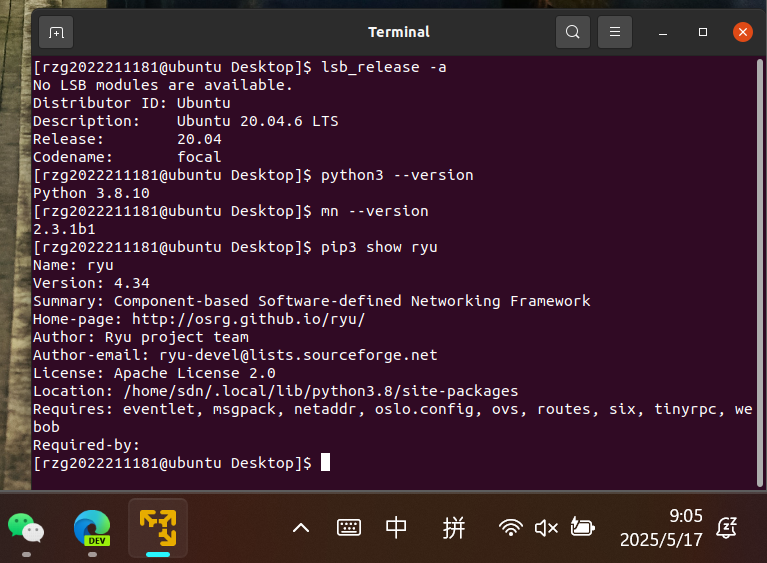 Terminal
[rzg2022211181@ubuntu Desktop]$ lsb_release -a
No LSB modules are available.
Distributor ID: Ubuntu
Description:    Ubuntu 20.04.6 LTS
Release:        20.04
Codename:       focal
[rzg2022211181@ubuntu Desktop]$ python3 --version
Python 3.8.10
[rzg2022211181@ubuntu Desktop]$ mn --version
2.3.1b1
[rzg2022211181@ubuntu Desktop]$ pip3 show ryu
Name: ryu
Version: 4.34
Summary: Component-based Software-defined Networking Framework
Home-page: http://osrg.github.io/ryu/
Author: Ryu project team
Author-email: ryu-devel@lists.sourceforge.net
License: Apache License 2.0
Location: /home/sdn/.local/lib/python3.8/site-packages
Requires: eventlet, msgpack, netaddr, oslo.config, ovs, routes, six, tinyrpc, we
bob
Required-by:
[rzg2022211181@ubuntu Desktop]$
DEV
中
拼
9:05
2025/5/17